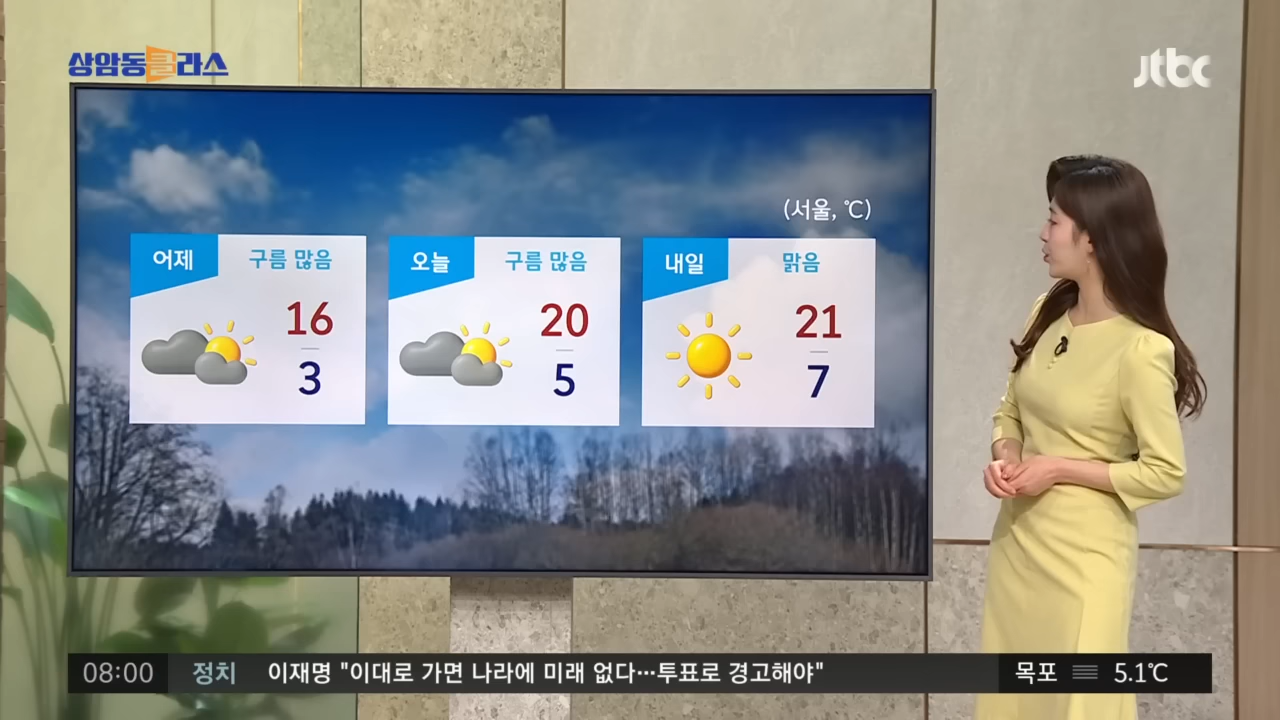 상암동클라스
jtbc
(서울, ℃)
어제 구름 많음
16
3
오늘 구름 많음
20
5
내일 맑음
21
7
08:00 정치 이재명 "이대로 가면 나라에 미래 없다…투표로 경고해야" 목포 5.1℃